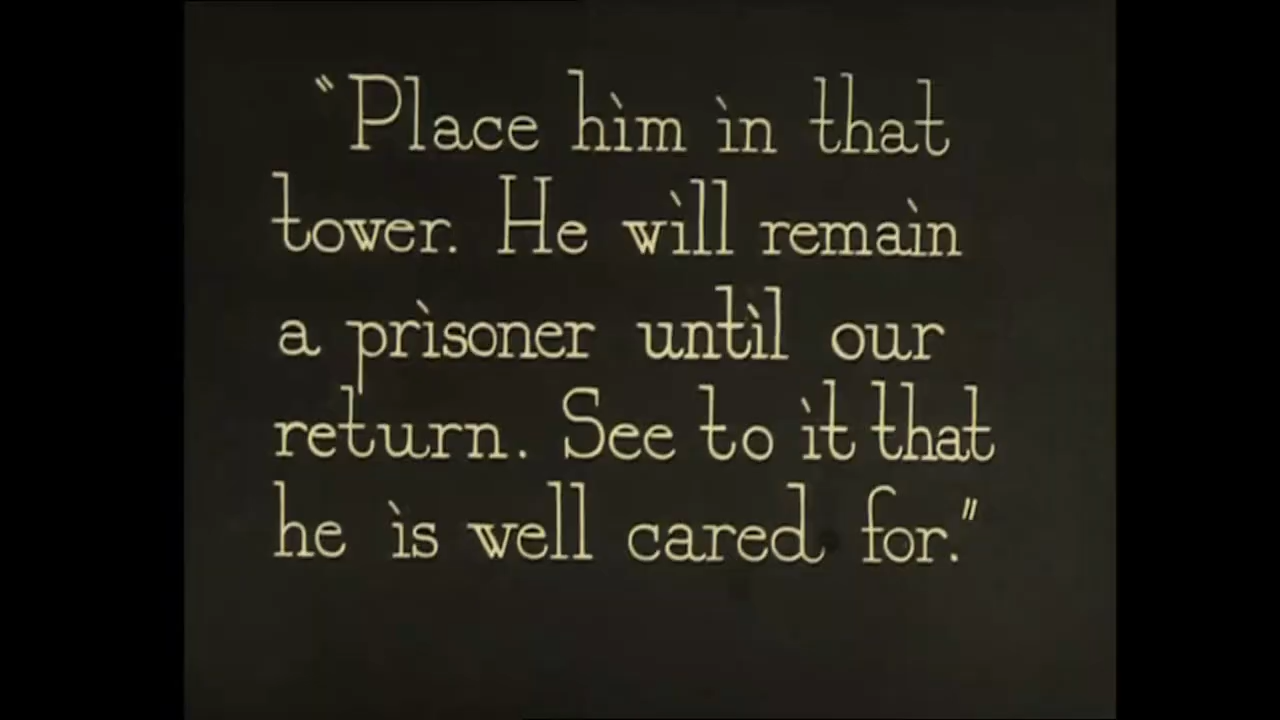 "Place him in that
tower. He will remain
a prisoner until our
return. See to it that
he is well cared for."